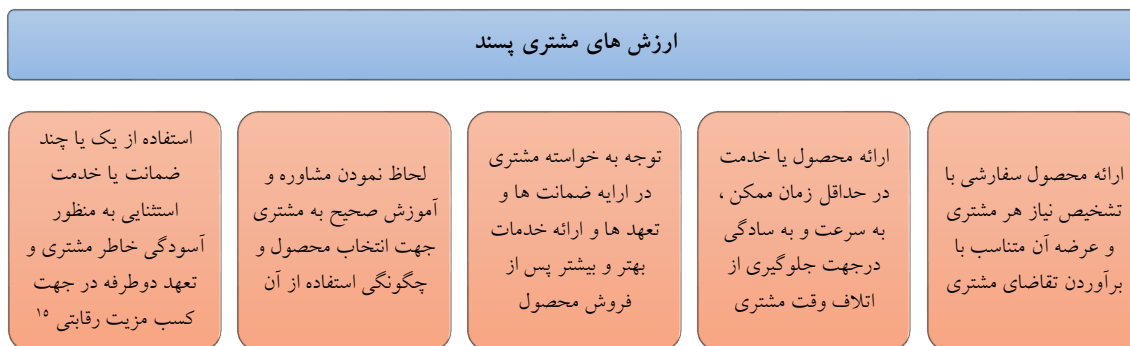 ارزش های مشتری پسند
ارائه محصول سفارشی با
تشخیص نیاز هر مشتری
و عرضه آن متناسب با
برآوردن تقاضای مشتری
ارائه محصول یا خدمت
در حداقل زمان ممکن ،
به سرعت و به سادگی
درجهت جلوگیری از
اتلاف وقت مشتری
توجه به خواسته مشتری
در ارایه ضمانت ها و
تعهد ها و ارائه خدمات
بهتر و بیشتر پس از
فروش محصول
لحاظ نمودن مشاوره و
آموزش صحیح به مشتری
جهت انتخاب محصول و
چگونگی استفاده از آن
استفاده از یک یا چند
ضمانت یا خدمت
استثنایی به منظور
آسودگی خاطر مشتری و
تعهد دوطرفه در جهت
کسب مزیت رقابتی ۱۵